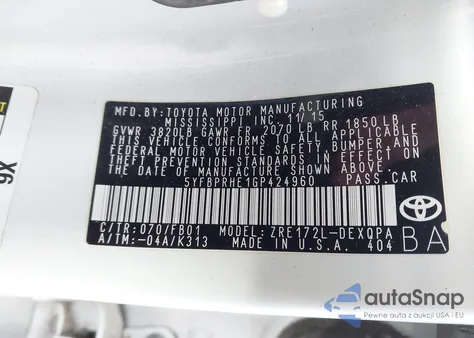 MFD.BY: TOYOTA MOTOR MANUFACTURING
MISSISSIPPI, INC. 11/15
GVWR 3820LB GAWR FR 2070 LB RR 1850 LB
THIS VEHICLE CONFORMS TO ALL APPLICABLE
FEDERAL MOTOR VEHICLE SAFETY, BUMPER, AND
THEFT PREVENTION STANDARDS IN EFFECT ON
THE DATE OF MANUFACTURE SHOWN ABOVE.
5YFBPRHE1GP424960 PASS.CAR
C/TR: 070/FB01 MODEL: ZRE172L-DEXQPA
A/TM: -04A/K313 MADE IN U.S.A. 404
BA
TOYOTA
autoSnap
Pewne auta z USA i EU